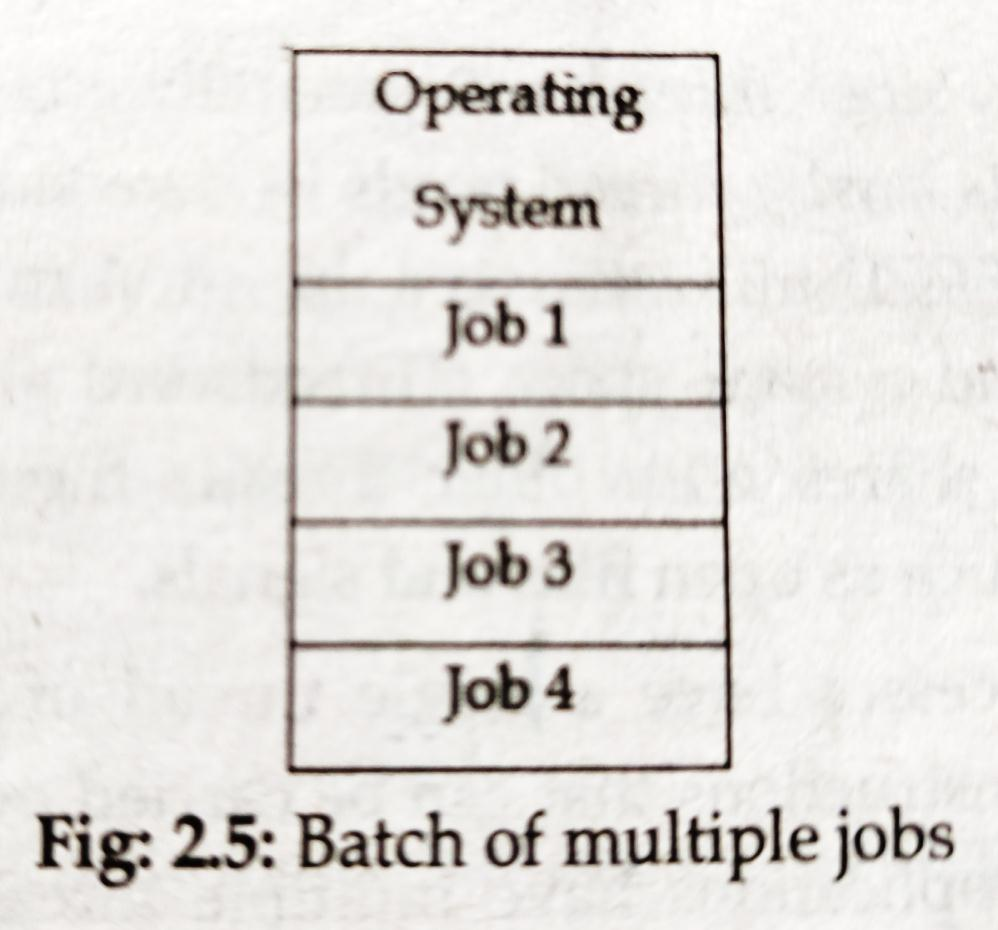 Operating
System
Job 1
Job 2
Job 3
Job 4
Fig: 2.5: Batch of multiple jobs